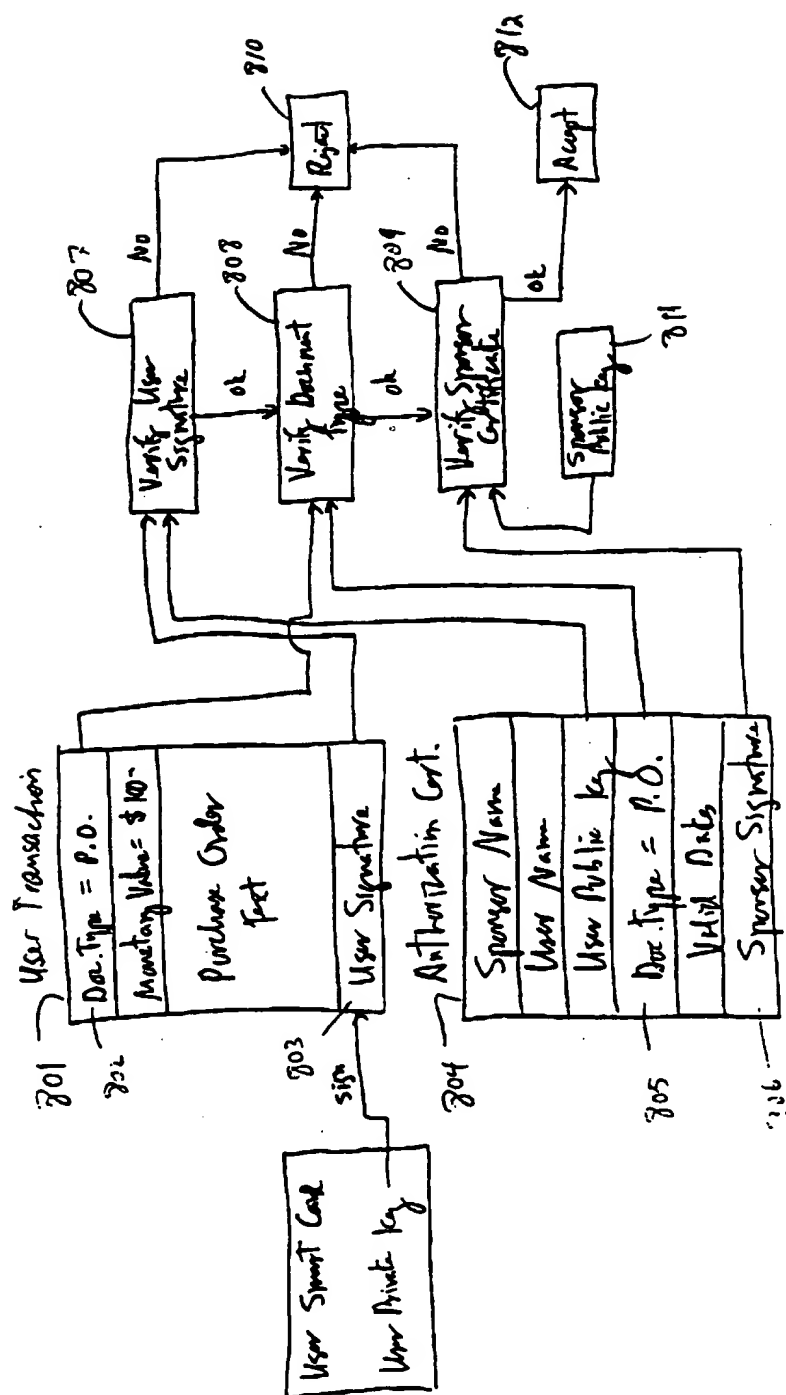 User Smart Card
User Private Key
sign
801
User Transaction
802
Doc. Type = P.O.
Monetary Value = $10-
Purchase Order
Text
803
User Signature
804
Authorization Cert.
Sponsor Name
User Name
User Public Key
805
Doc. Type = P.O.
Valid Dates
Sponsor Signature
807
Verify User
Signature
No
ok
808
Verify Document
Type
No
ok
809
Verify Sponsor
Certificate
No
ok
810
Reject
Sponsor
Public Key
811
812
Accept